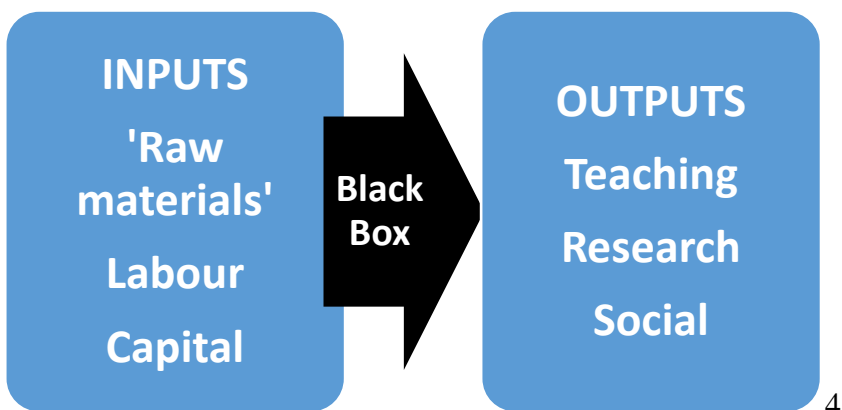 INPUTS
'Raw
materials'
Labour
Capital
Black
Box
OUTPUTS
Teaching
Research
Social
4